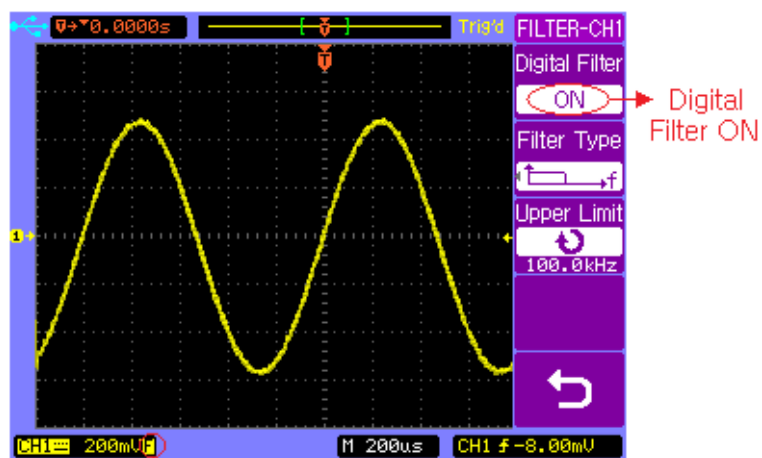 0.0000s
Trig'd
FILTER-CH1
T
Digital Filter
ON
Digital
Filter ON
Filter Type
f
Upper Limit
100.0kHz
1
CH1 200mV F
M 200us
CH1 -8.00mV